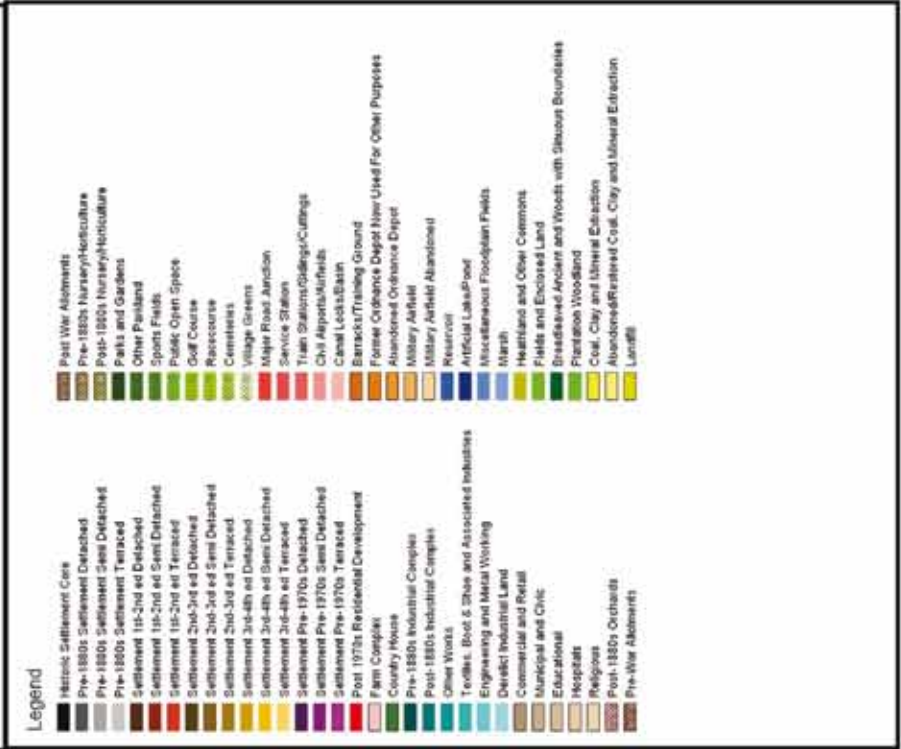 Legend
Historic Settlement Core
Pre-1880s Settlement Detached
Pre-1880s Settlement Semi Detached
Pre-1880s Settlement Terraced
Settlement 1st-2nd ed Detached
Settlement 1st-2nd ed Semi Detached
Settlement 1st-2nd ed Terraced
Settlement 2nd-3rd ed Detached
Settlement 2nd-3rd ed Semi Detached
Settlement 2nd-3rd ed Terraced
Settlement 3rd-4th ed Detached
Settlement 3rd-4th ed Semi Detached
Settlement 3rd-4th ed Terraced
Settlement Pre-1970s Detached
Settlement Pre-1970s Semi Detached
Settlement Pre-1970s Terraced
Post 1970s Residential Development
Farm Complex
Country House
Pre-1880s Industrial Complex
Post-1880s Industrial Complex
Other Works
Textiles, Boot & Shoe and Associated Industries
Engineering and Metal Working
Derelict Industrial Land
Commercial and Retail
Municipal and Civic
Educational
Hospitals
Religious
Post-1880s Orchards
Pre-War Allotments
Post War Allotments
Pre-1880s Nursery/Horticulture
Post-1880s Nursery/Horticulture
Parks and Gardens
Other Parkland
Sports Fields
Public Open Space
Golf Course
Racecourse
Cemeteries
Village Greens
Major Road Junction
Service Station
Train Stations/Sidings/Cuttings
Civil Airports/Airfields
Canal Locks/Basin
Barracks/Training Ground
Former Ordnance Depot Now Used For Other Purposes
Abandoned Ordnance Depot
Military Airfield
Military Airfield Abandoned
Reservoir
Artificial Lake/Pond
Miscellaneous Floodplain Fields
Marsh
Heathland and Other Commons
Fields and Enclosed Land
Broadleaved Ancient and Woods with Sinuous Boundaries
Plantation Woodland
Coal, Clay and Mineral Extraction
Abandoned/Restored Coal, Clay and Mineral Extraction
Landfill